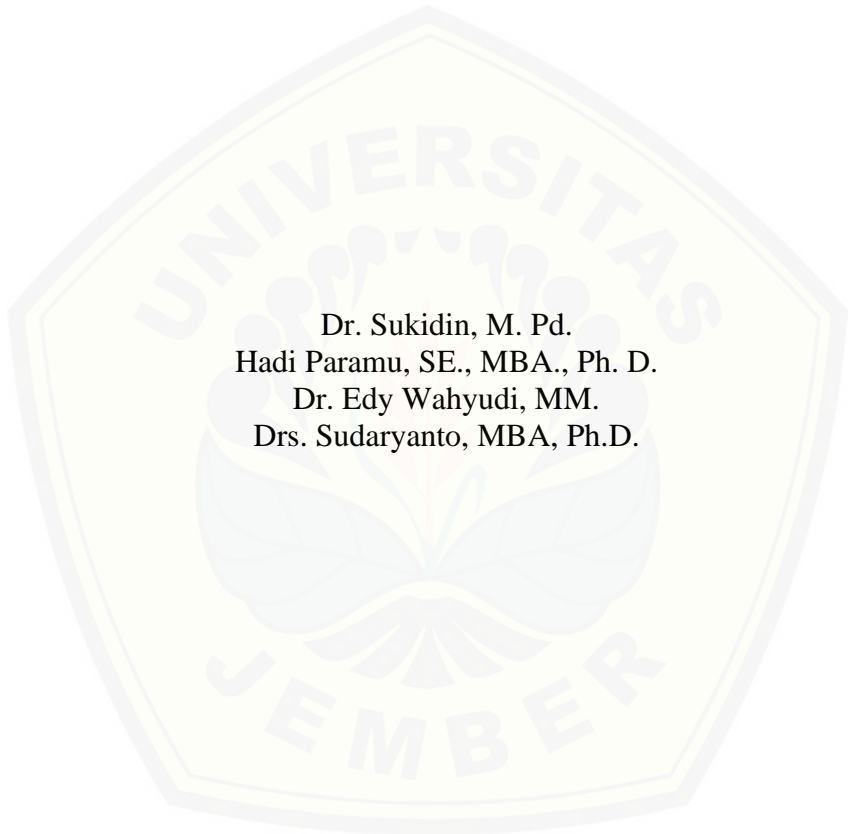 UNIVERSITAS
Dr. Sukidin, M. Pd.
Hadi Paramu, SE., MBA., Ph. D.
Dr. Edy Wahyudi, MM.
Drs. Sudaryanto, MBA, Ph.D.
JEMBER